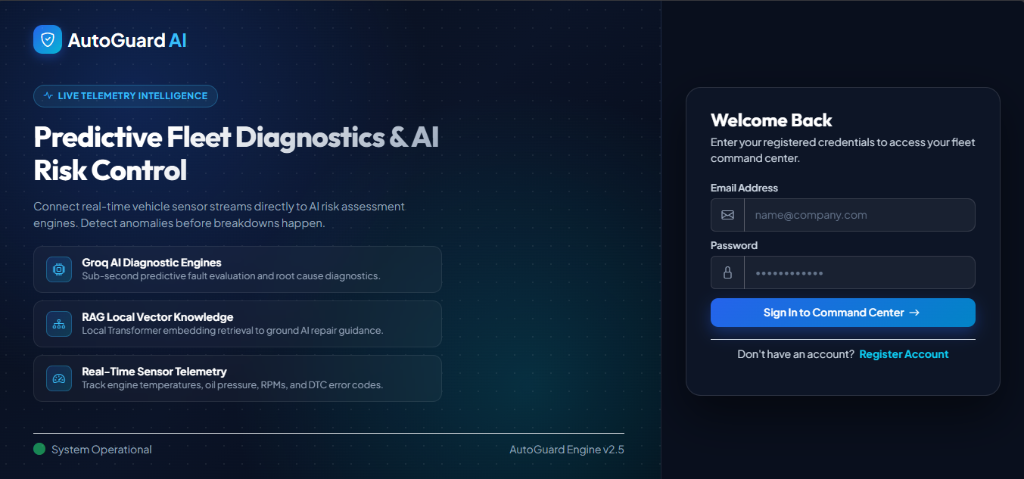 AutoGuard AI
LIVE TELEMETRY INTELLIGENCE
Predictive Fleet Diagnostics & AI
Risk Control
Connect real-time vehicle sensor streams directly to AI risk assessment
engines. Detect anomalies before breakdowns happen.
Groq AI Diagnostic Engines
Sub-second predictive fault evaluation and root cause diagnostics.
RAG Local Vector Knowledge
Local Transformer embedding retrieval to ground AI repair guidance.
Real-Time Sensor Telemetry
Track engine temperatures, oil pressure, RPMs, and DTC error codes.
System Operational
AutoGuard Engine v2.5
Welcome Back
Enter your registered credentials to access your fleet
command center.
Email Address
name@company.com
Password
••••••••••••
Sign In to Command Center →
Don't have an account? Register Account